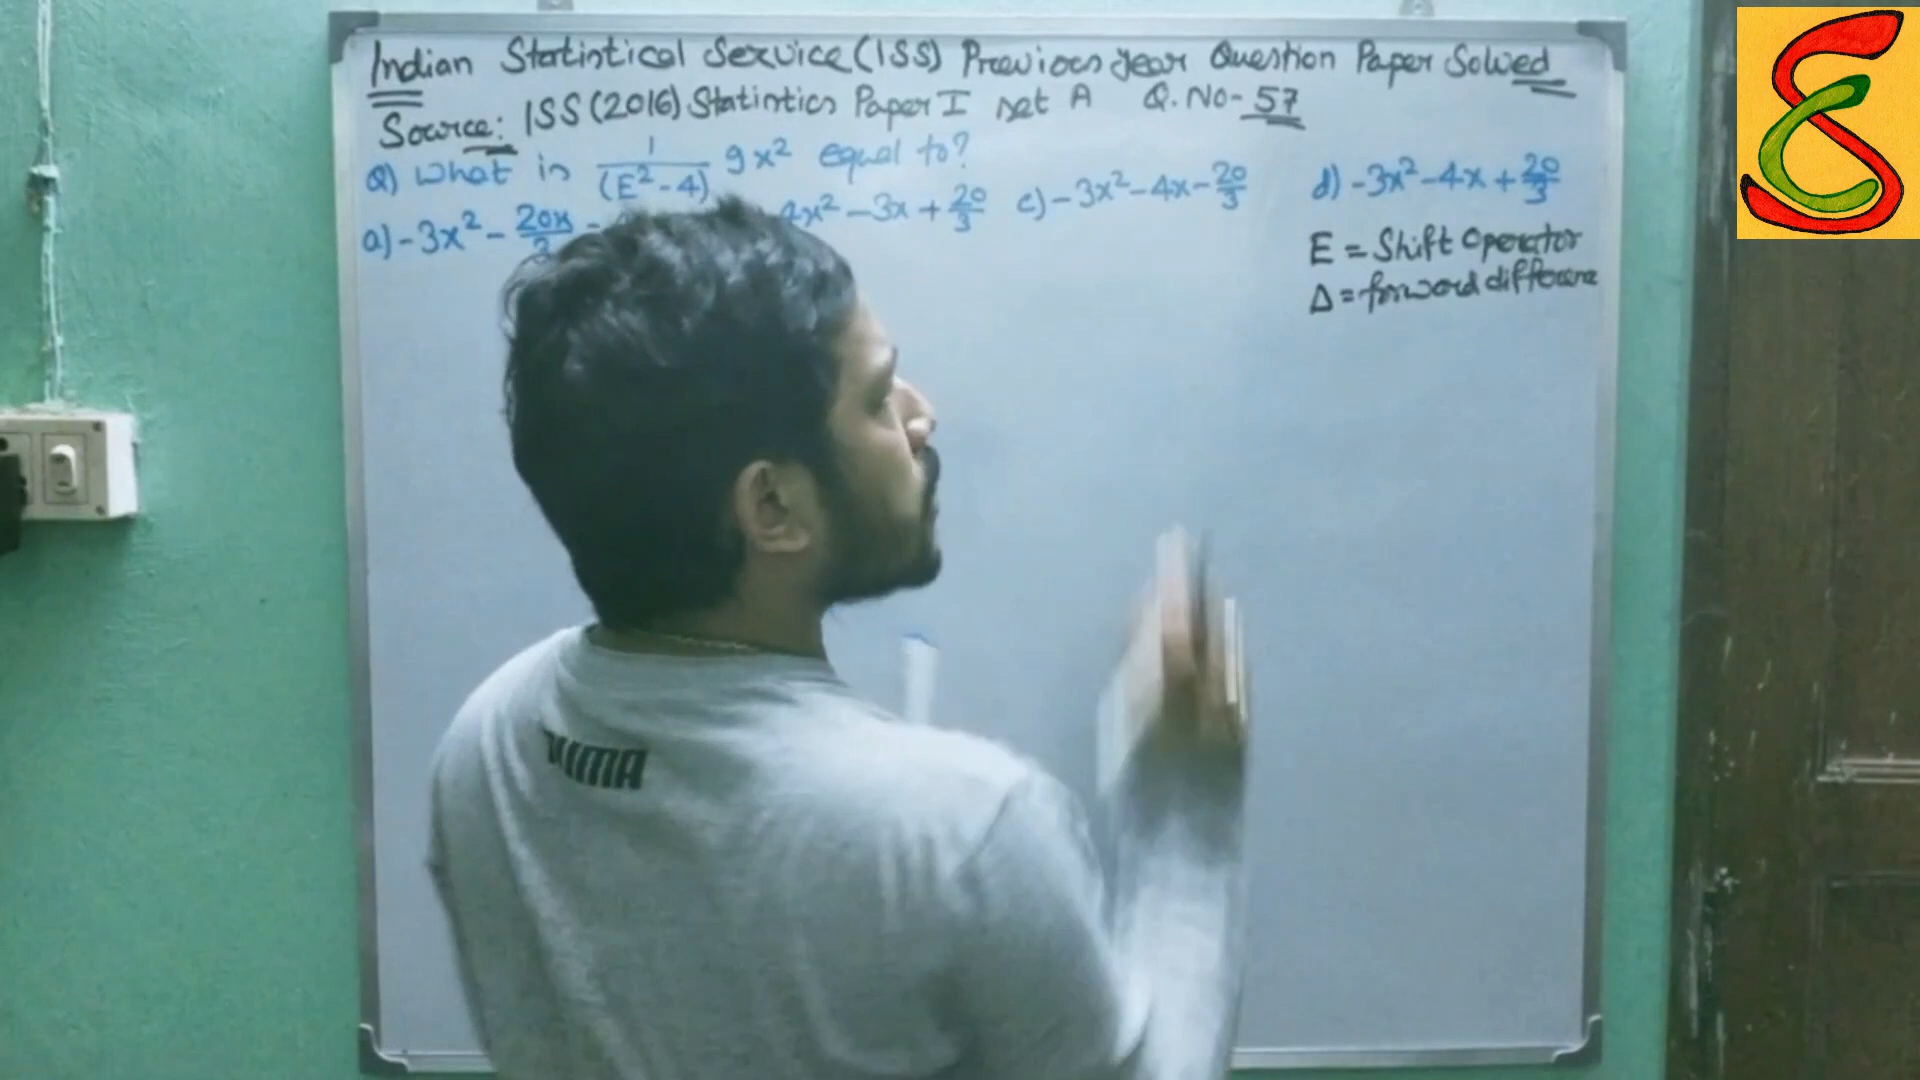 Indian Statistical Service (ISS) Previous year Question Paper Solved
Source: ISS (2016) Statistics Paper I set A Q. No- 57
Q) What is 1/(E²-4) 9x² equal to?
a) -3x² - 20x/3 - x² - 3x + 20/3 c) -3x² - 4x - 20/3 d) -3x² - 4x + 20/3
E = Shift Operator
Δ = forward difference
PUMA